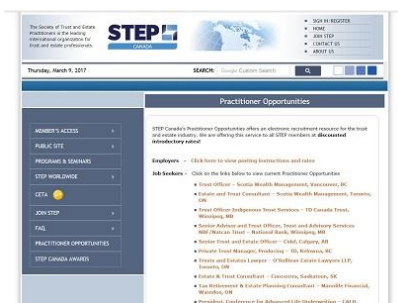 The Society of Trust and Estate
Practitioners is the leading
international organization for
trust and estate professionals.
STEP
CANADA
SIGN IN/REGISTER
HOME
JOIN STEP
CONTACT US
ABOUT US
Thursday, March 9, 2017
SEARCH: Google Custom Search
Practitioner Opportunities
MEMBER'S ACCESS
PUBLIC SITE
PROGRAMS & SEMINARS
STEP WORLDWIDE
CETA
JOIN STEP
FAQ
PRACTITIONER OPPORTUNITIES
STEP CANADA AWARDS
STEP Canada's Practitioner Opportunities offers an electronic recruitment resource for the trust
and estate industry. We are offering this service to all STEP members at discounted
introductory rates!
Employers - Click here to view posting instructions and rates
Job Seekers - Click on the links below to view current Practitioner Opportunities
Trust Officer - Scotia Wealth Management, Vancouver, BC
Estate and Trust Consultant - Scotia Wealth Management, Toronto,
ON
Trust Officer Indigenous Trust Services - TD Canada Trust,
Winnipeg, MB
Senior Advisor and Trust Officer, Trust and Advisory Services
Trust - National Bank, Winnipeg, MB
Senior Trust and Estate Officer - Calgary, AB
Private Trust Manager, Producing - TD, Kelowna, BC
Trusts and Estates Lawyer - O'Sullivan Estate Lawyers LLP,
Toronto, ON
Estate & Trust Consultant - Concentra, Saskatoon, SK
Tax Retirement & Estate Planning Consultant - Manulife Financial,
Waterloo, ON
President, Conference for Advanced Life Underwriting - CALU,